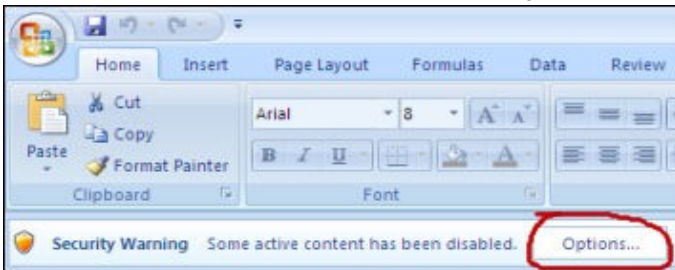 Home Insert Page Layout Formulas Data Review
Cut
Arial 8 A A
Copy
Paste
Format Painter
B I U A
Clipboard Font
Security Warning Some active content has been disabled. Options...